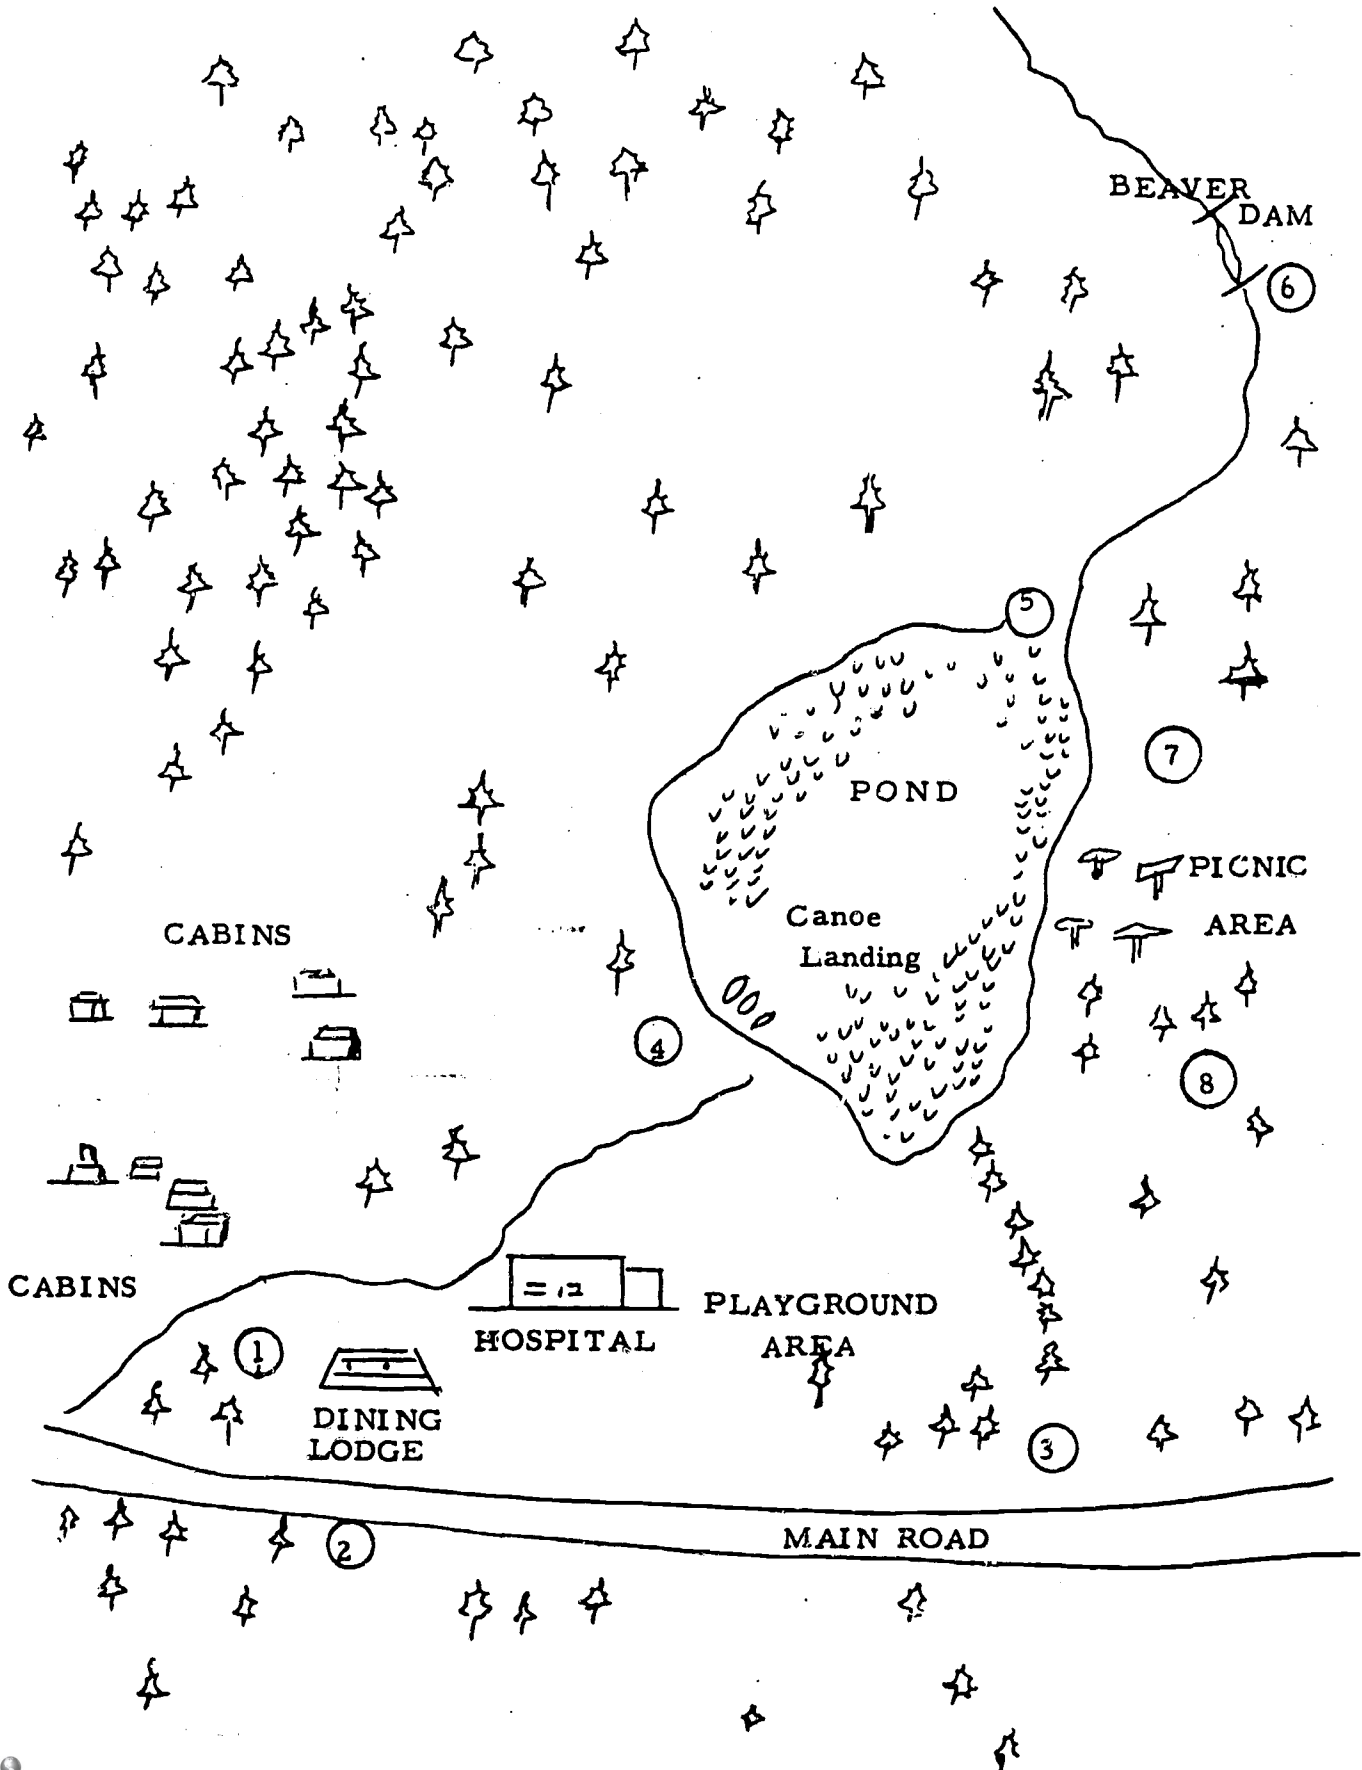 BEAVER
DAM
6
5
7
POND
PICNIC
AREA
Canoe
Landing
CABINS
4
8
CABINS
HOSPITAL
PLAYGROUND
AREA
1
DINING
LODGE
3
MAIN ROAD
2